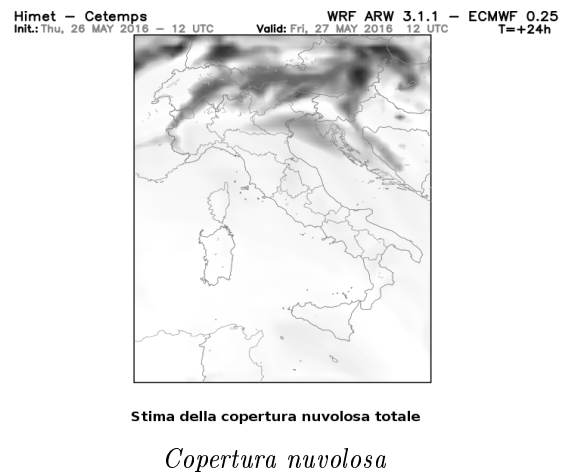 Himet – Cetemps WRF ARW 3.1.1 – ECMWF 0.25
Init.: Thu, 26 MAY 2016 – 12 UTC Valid: Fri, 27 MAY 2016 12 UTC T=+24h
Stima della copertura nuvolosa totale
Copertura nuvolosa